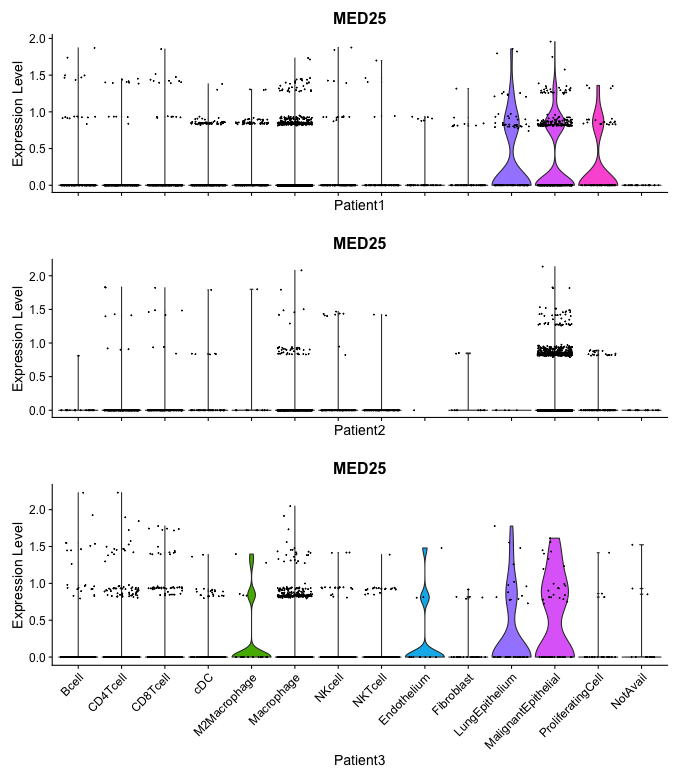 MED25
Expression Level
2.0
1.5
1.0
0.5
0.0
Patient1
MED25
Expression Level
2.0
1.5
1.0
0.5
0.0
Patient2
MED25
Expression Level
2.0
1.5
1.0
0.5
0.0
Bcell
CD4Tcell
CD8Tcell
cDC
M2Macrophage
Macrophage
NKcell
NKTcell
Endothelium
Fibroblast
LungEpithelium
MalignantEpithelial
ProliferatingCell
NotAvail
Patient3